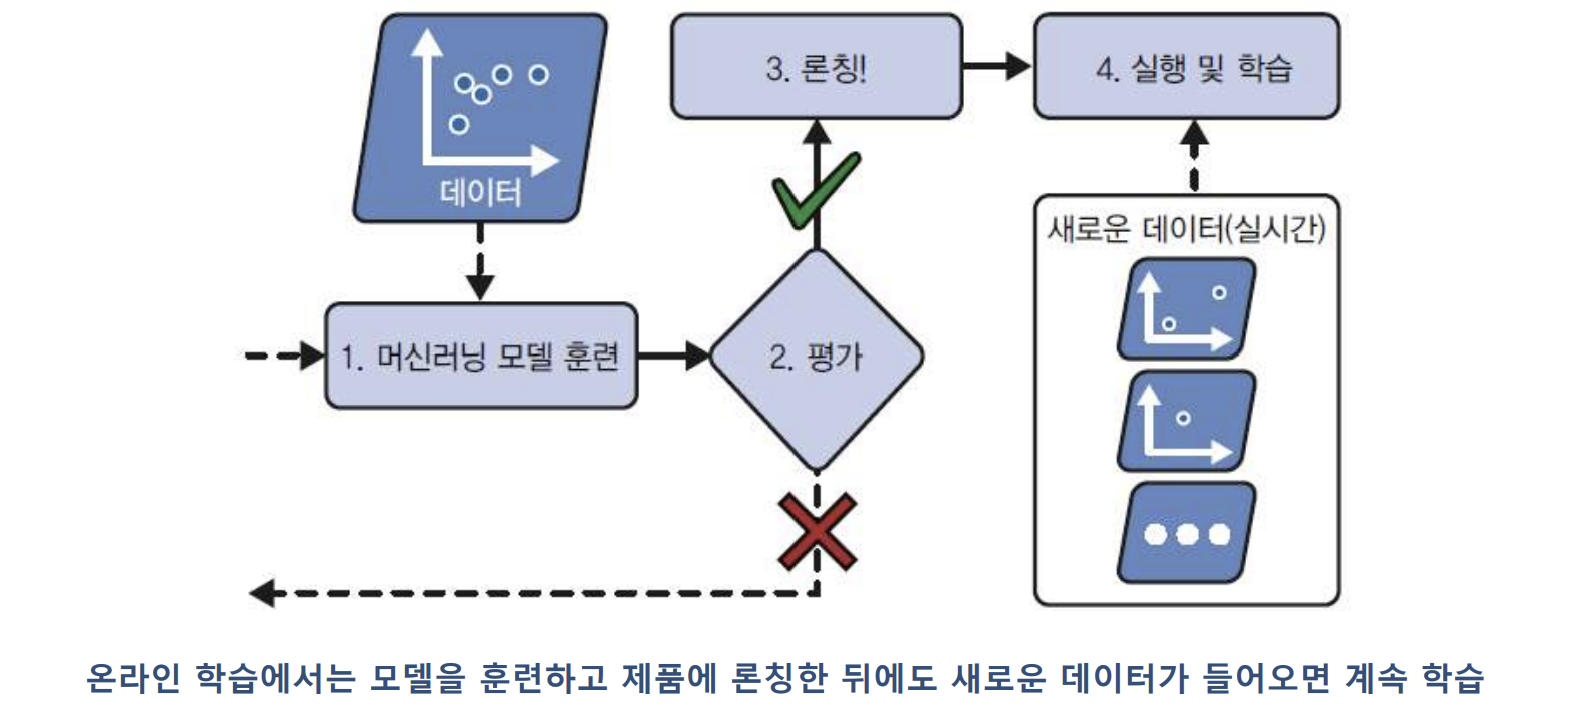 데이터
3. 론칭!
4. 실행 및 학습
새로운 데이터(실시간)
1. 머신러닝 모델 훈련
2. 평가
온라인 학습에서는 모델을 훈련하고 제품에 론칭한 뒤에도 새로운 데이터가 들어오면 계속 학습